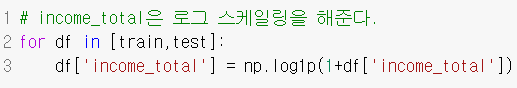 1 # income_total은 로그 스케일링을 해준다.
2 for df in [train,test]:
3     df['income_total'] = np.log1p(1+df['income_total'])